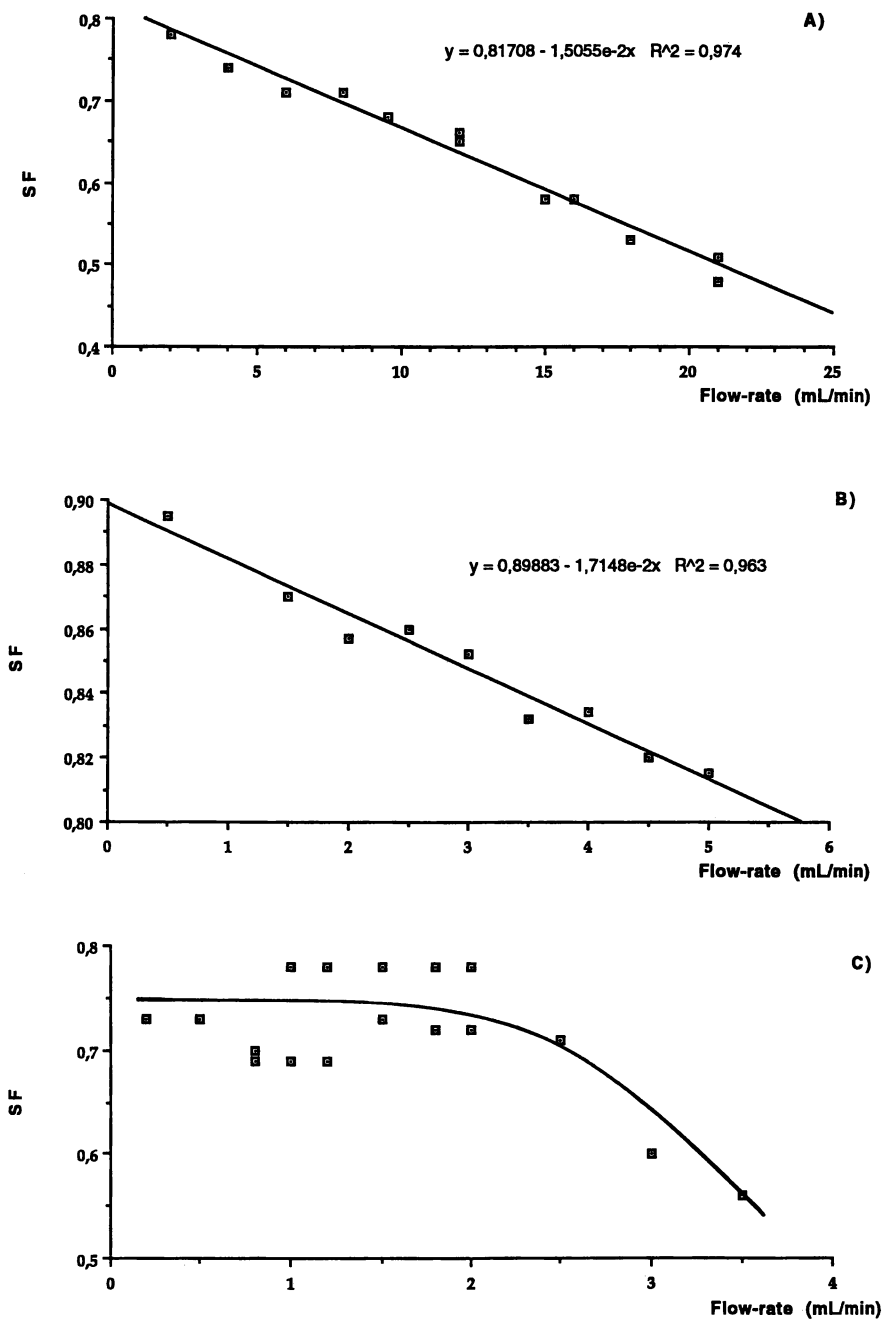 A)
y = 0,81708 - 1,5055e-2x R^2 = 0,974
0,8
0,7
0,6
0,5
0,4
SF
0 5 10 15 20 25
Flow-rate (mL/min)
B)
y = 0,89883 - 1,7148e-2x R^2 = 0,963
0,90
0,88
0,86
0,84
0,82
0,80
SF
0 1 2 3 4 5 6
Flow-rate (mL/min)
C)
0,8
0,7
0,6
0,5
SF
0 1 2 3 4
Flow-rate (mL/min)